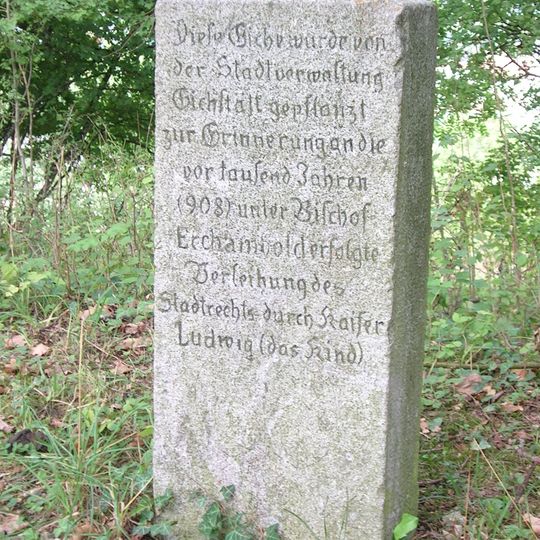 Diese Eiche wurde von
der Stadtverwaltung
Eichstätt gepflanzt
zur Erinnerung an die
vor tausend Jahren
(908) unter Bischof
Erchambold erfolgte
Verleihung des
Stadtrechts durch Kaiser
Ludwig (das Kind)